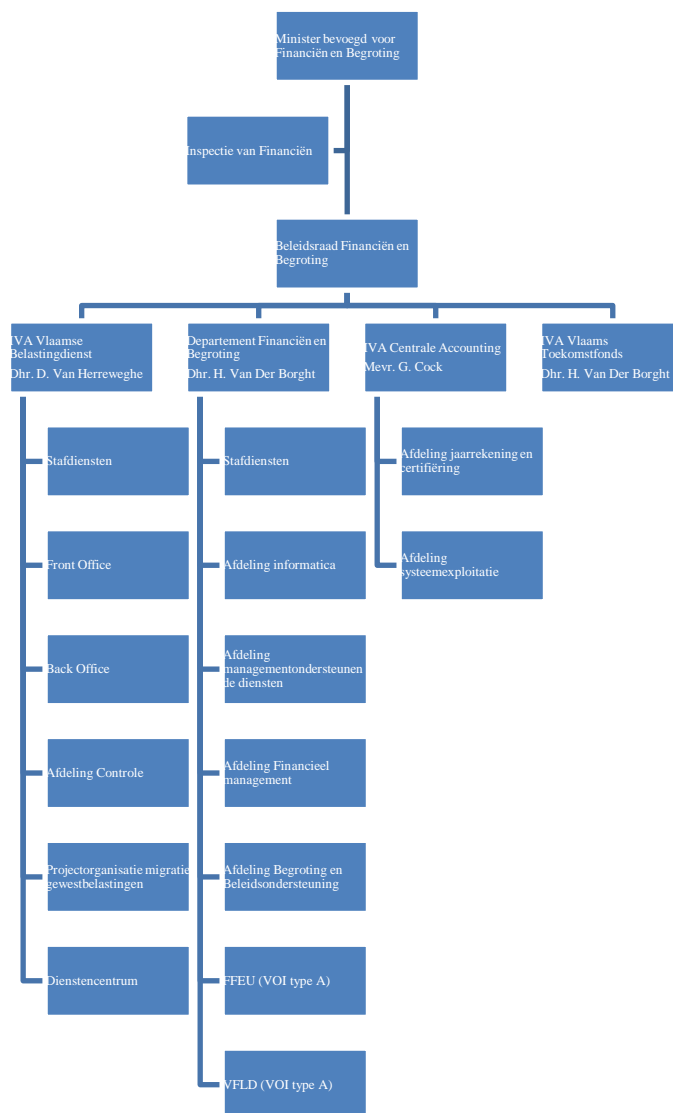 Minister bevoegd voor
Financiën en Begroting
Inspectie van Financiën
Beleidsraad Financiën en
Begroting
IVA Vlaamse
Belastingdienst
Dhr. D. Van Herreweghe
Departement Financiën en
Begroting
Dhr. H. Van Der Borght
IVA Centrale Accounting
Mevr. G. Cock
IVA Vlaams
Toekomstfonds
Dhr. H. Van Der Borght
Stafdiensten
Front Office
Back Office
Afdeling Controle
Projectorganisatie migratie
gewestbelastingen
Dienstencentrum
Stafdiensten
Afdeling informatica
Afdeling
managementondersteunen
de diensten
Afdeling Financieel
management
Afdeling Begroting en
Beleidsondersteuning
FFEU (VOI type A)
VFLD (VOI type A)
Afdeling jaarrekening en
certifiëring
Afdeling
systeemexploitatie